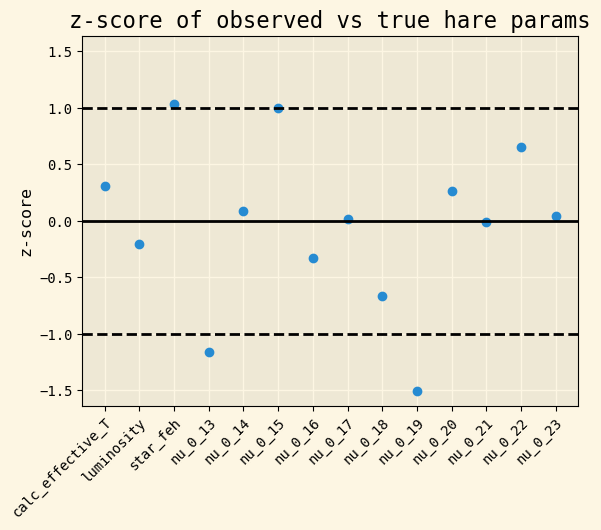 z-score of observed vs true hare params
z-score
1.5
1.0
0.5
0.0
−0.5
−1.0
−1.5
calc_effective_T
luminosity
star_feh
nu_0_13
nu_0_14
nu_0_15
nu_0_16
nu_0_17
nu_0_18
nu_0_19
nu_0_20
nu_0_21
nu_0_22
nu_0_23